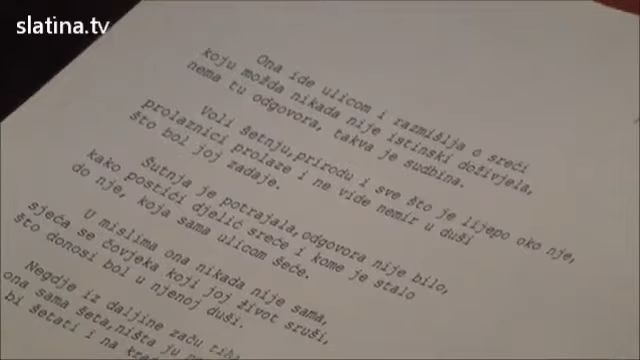 slatina.tv
Ona ide ulicom i razmišlja o sreći
koju možda nikada nije istinski doživjela,
nema tu odgovora, takva je sudbina.
Voli šetnju,prirodu i sve što je lijepo oko nje,
prolaznici prolaze i ne vide nemir u duši
što bol joj zadaje.
Šutnja je potrajala,odgovora nije bilo,
kako postići djelić sreće i kome je stalo
do nje, koja sama ulicom šeće.
U mislima ona nikada nije sama,
sjeća se čovjeka koji joj život sruši,
što donosi bol u njenoj duši.
Negdje iz daljine začu
ona sama šeta,ništa ju
bi šetati i na